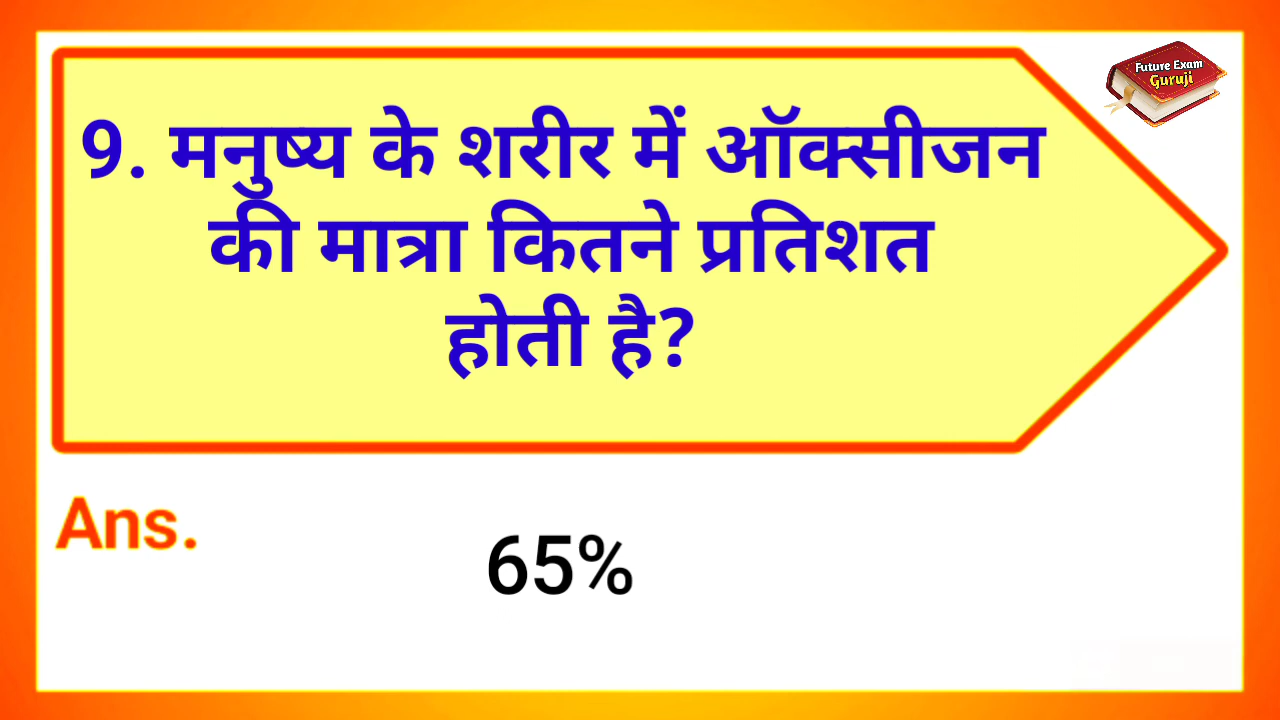 Future Exam
Guruji
9. मनुष्य के शरीर में ऑक्सीजन
की मात्रा कितने प्रतिशत
होती है?
Ans.
65%